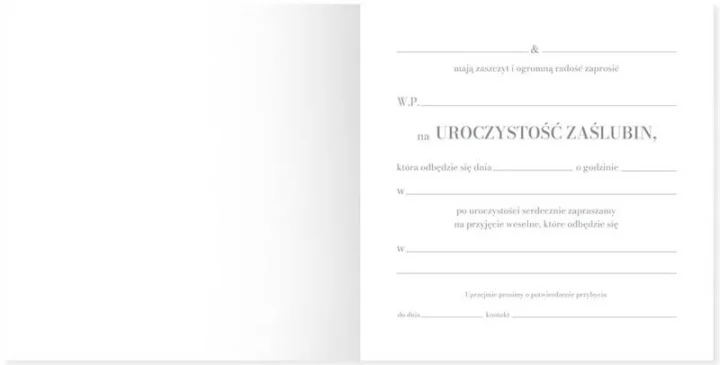 &
mają zaszczyt i ogromną radość zaprosić
W.P.
na UROCZYSTOŚĆ ZAŚLUBIN,
która odbędzie się dnia o godzinie
w
po uroczystości serdecznie zapraszamy
na przyjęcie weselne, które odbędzie się
w
Uprzejmie prosimy o potwierdzenie przybycia
do dnia kontakt